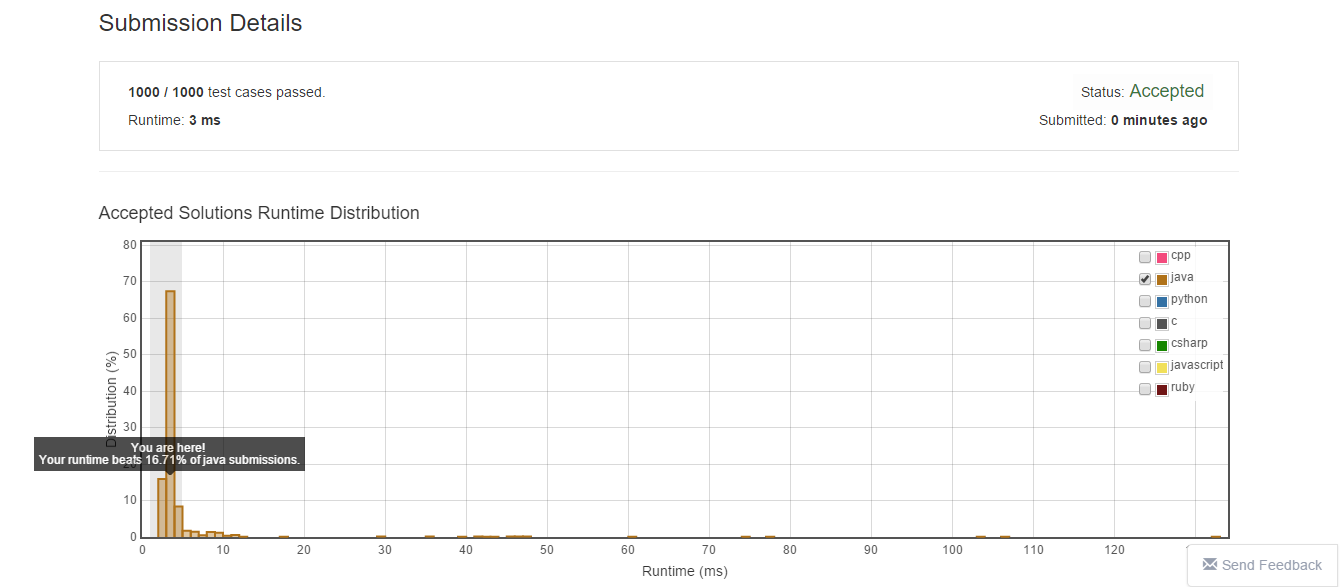 Submission Details
1000 / 1000 test cases passed.
Status: Accepted
Runtime: 3 ms
Submitted: 0 minutes ago
Accepted Solutions Runtime Distribution
80
70
60
50
40
30
20
10
0
Distribution (%)
You are here!
Your runtime beats 16.71% of java submissions.
cpp
java
python
c
csharp
javascript
ruby
0 10 20 30 40 50 60 70 80 90 100 110 120
Runtime (ms)
Send Feedback